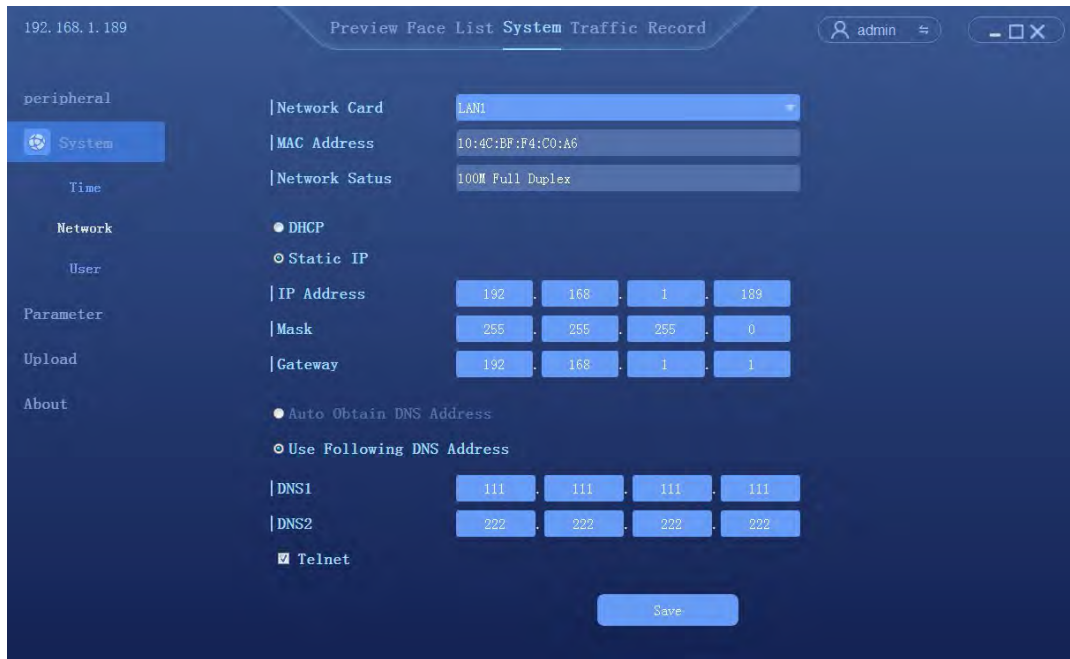 192.168.1.189
Preview Face List System Traffic Record
admin
peripheral
System
Time
Network
User
Parameter
Upload
About
Network Card LAN1
MAC Address 10:4C:BF:F4:C0:A6
Network Satus 100M Full Duplex
DHCP
Static IP
IP Address 192 . 168 . 1 . 189
Mask 255 . 255 . 255 . 0
Gateway 192 . 168 . 1 . 1
Auto Obtain DNS Address
Use Following DNS Address
DNS1 111 . 111 . 111 . 111
DNS2 222 . 222 . 222 . 222
Telnet
Save